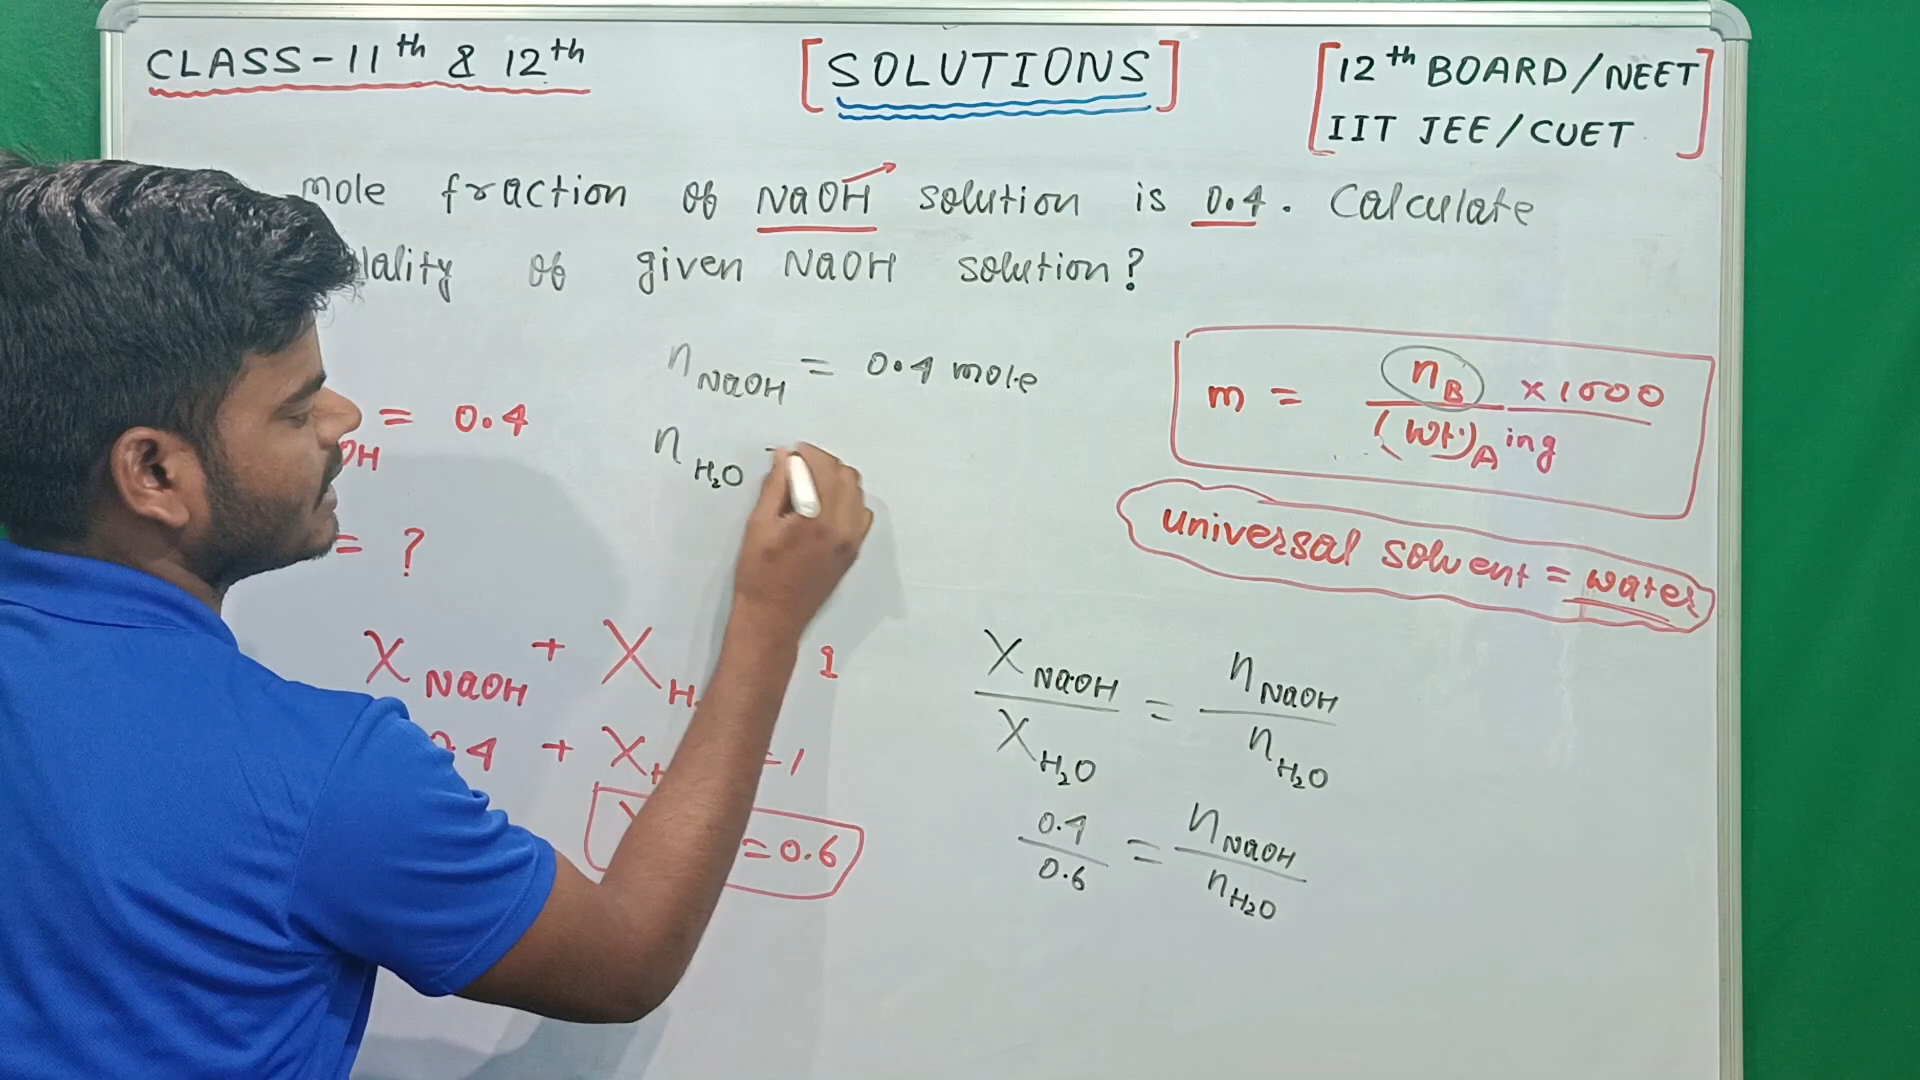 CLASS-11th & 12th
[SOLUTIONS]
[12th BOARD/NEET
IIT JEE/CUET]
mole fraction of NaOH solution is 0.4. Calculate
lality of given NaOH solution?
n NaOH = 0.4 mole
n H2O
= 0.4
OH
= ?
m = nB × 1000
(Wt.)A in g
universal solvent = water
X NaOH + X H 1
0.4 + X H =1
= 0.6
X NaOH / X H2O = n NaOH / n H2O
0.4 / 0.6 = n NaOH / n H2O